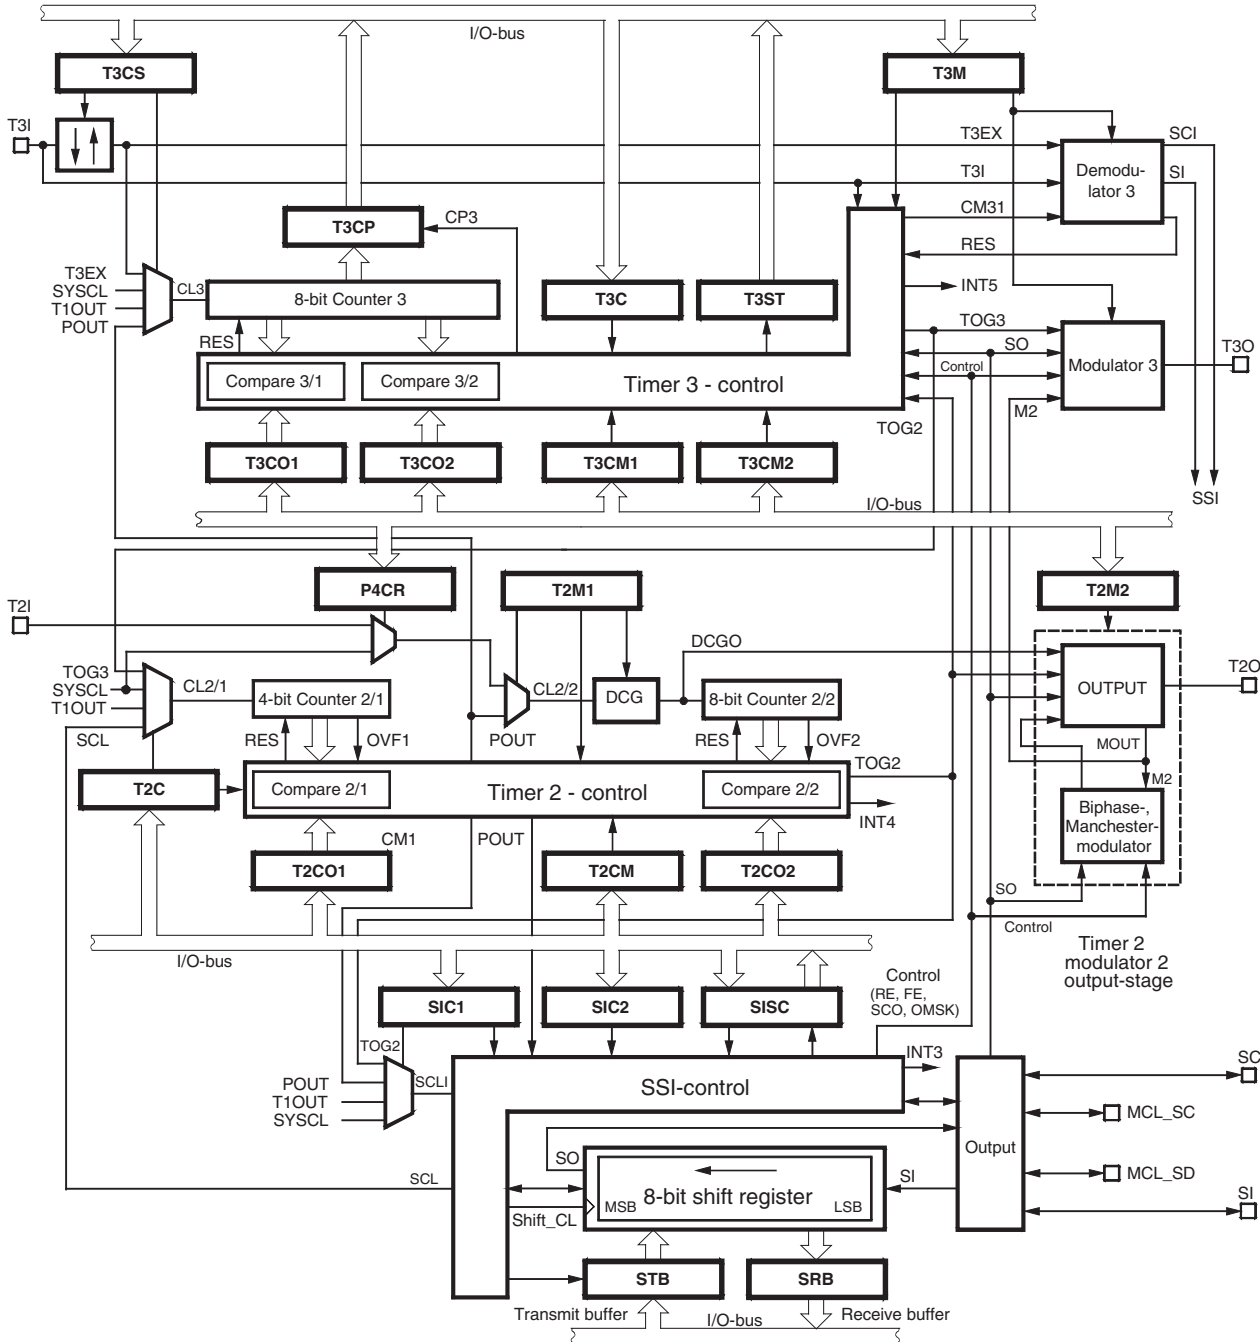 I/O-bus
T3CS
T3M
T3I
T3EX
SCI
T3I
SI
Demodu-
lator 3
T3CP
CP3
CM31
RES
T3EX
SYSCL
T1OUT
POUT
CL3
8-bit Counter 3
T3C
T3ST
INT5
RES
TOG3
SO
Control
M2
Modulator 3
T3O
Compare 3/1
Compare 3/2
Timer 3 - control
TOG2
T3CO1
T3CO2
T3CM1
T3CM2
SSI
I/O-bus
P4CR
T2M1
T2M2
T2I
DCGO
TOG3
SYSCL
T1OUT
SCL
CL2/1
4-bit Counter 2/1
CL2/2
DCG
8-bit Counter 2/2
OUTPUT
T2O
RES
OVF1
POUT
RES
OVF2
MOUT
TOG2
M2
T2C
Compare 2/1
Timer 2 - control
Compare 2/2
INT4
Biphase-,
Manchester-
modulator
CM1
POUT
T2CO1
T2CM
T2CO2
SO
Control
I/O-bus
Timer 2
modulator 2
output-stage
Control
(RE, FE,
SCO, OMSK)
SIC1
SIC2
SISC
TOG2
INT3
POUT
T1OUT
SYSCL
SCLI
SSI-control
SC
MCL_SC
Output
SO
SI
MCL_SD
SCL
8-bit shift register
MSB
LSB
Shift_CL
SI
STB
SRB
Transmit buffer
I/O-bus
Receive buffer